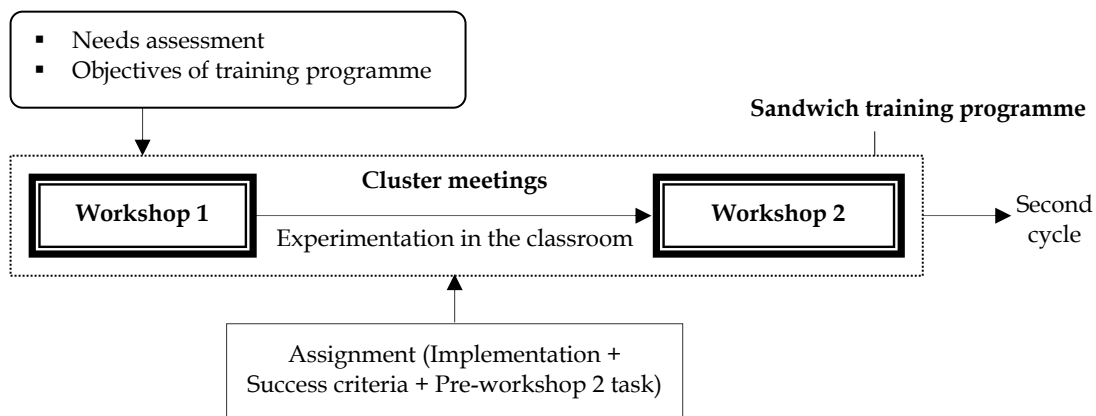 ▪ Needs assessment
▪ Objectives of training programme
Sandwich training programme
Cluster meetings
Workshop 1
Workshop 2
Experimentation in the classroom
Second
cycle
Assignment (Implementation +
Success criteria + Pre-workshop 2 task)